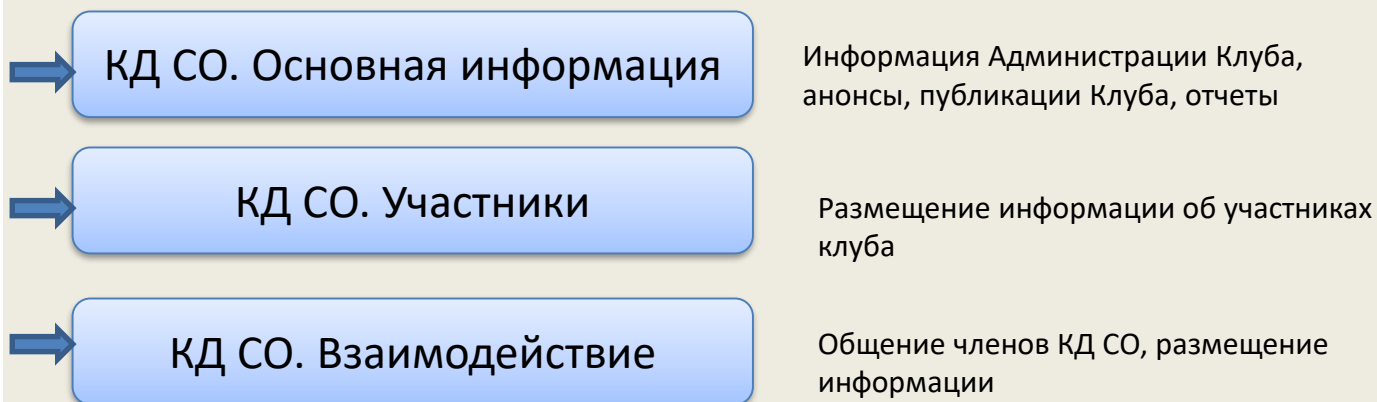 КД СО. Основная информация
Информация Администрации Клуба,
анонсы, публикации Клуба, отчеты
КД СО. Участники
Размещение информации об участниках
клуба
КД СО. Взаимодействие
Общение членов КД СО, размещение
информации